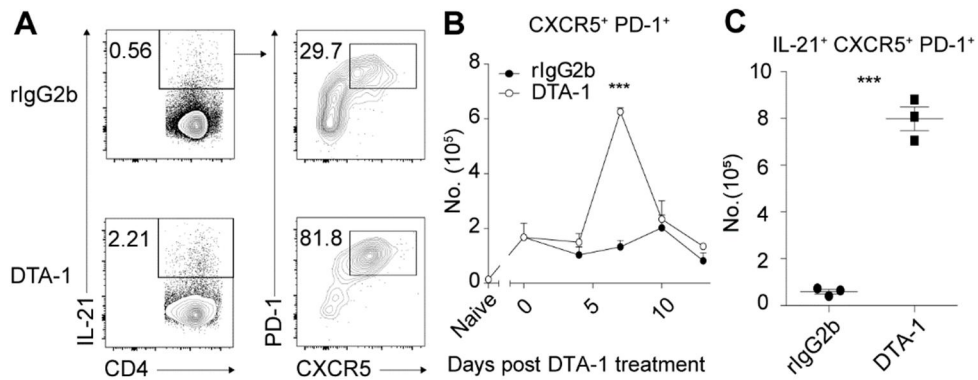 A
rIgG2b
0.56
29.7
DTA-1
2.21
81.8
IL-21
CD4
PD-1
CXCR5
B
CXCR5+ PD-1+
rIgG2b
DTA-1
***
No. (10⁵)
8
6
4
2
0
Naive
0
5
10
Days post DTA-1 treatment
C
IL-21+ CXCR5+ PD-1+
***
No.(10⁵)
10
8
6
4
2
0
rIgG2b
DTA-1